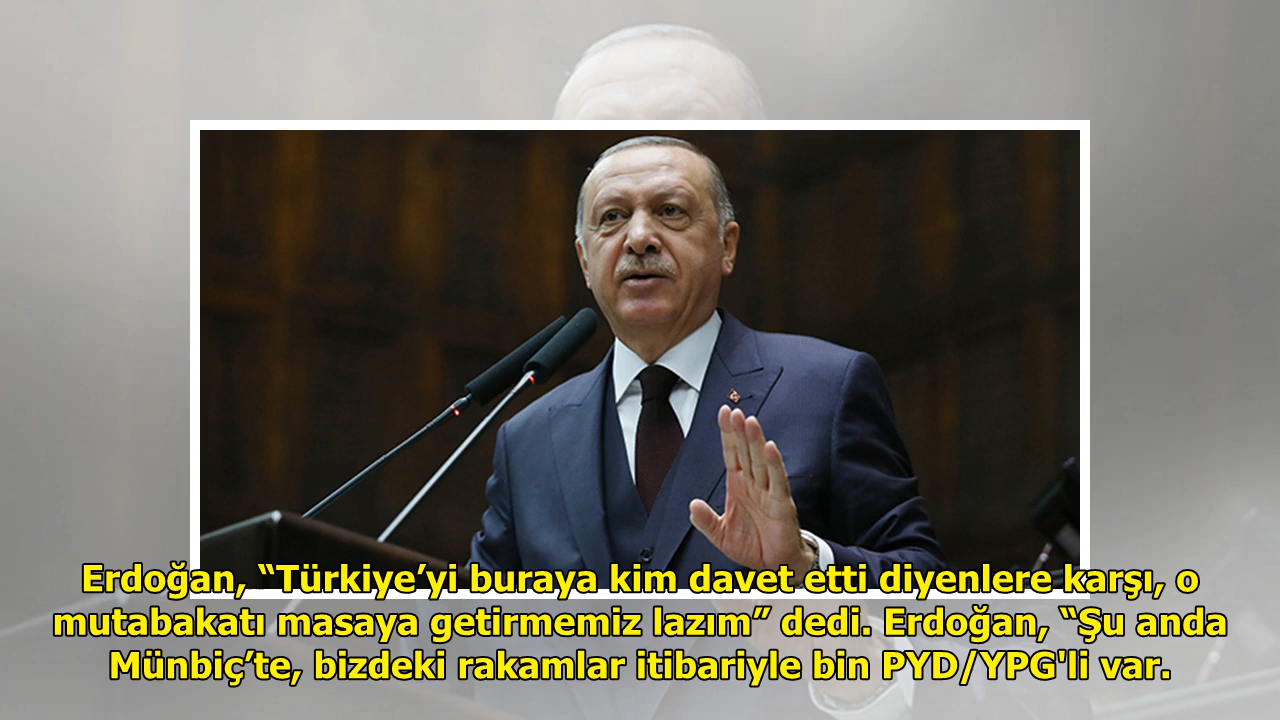 Erdoğan, “Türkiye’yi buraya kim davet etti diyenlere karşı, o
mutabakatı masaya getirmemiz lazım” dedi. Erdoğan, “Şu anda
Münbiç’te, bizdeki rakamlar itibariyle bin PYD/YPG'li var.